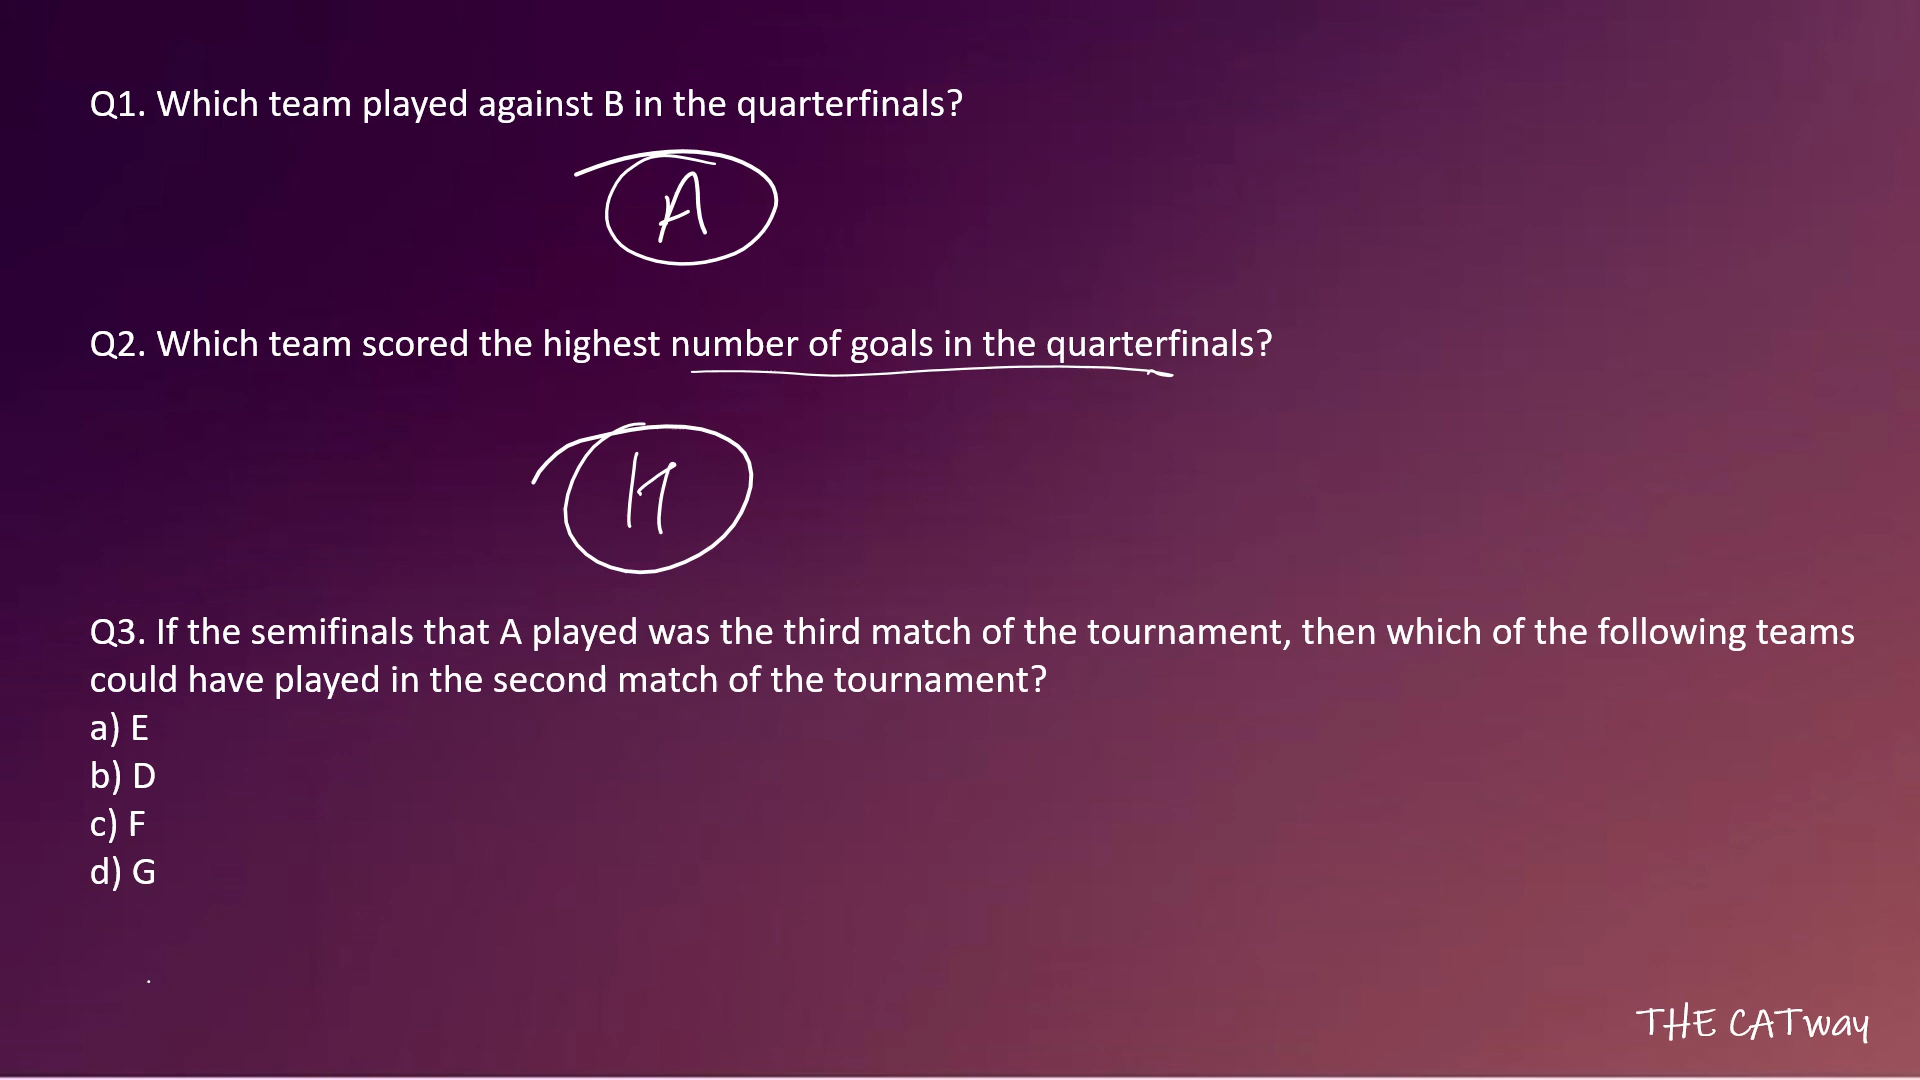 Q1. Which team played against B in the quarterfinals?
A
Q2. Which team scored the highest number of goals in the quarterfinals?
H
Q3. If the semifinals that A played was the third match of the tournament, then which of the following teams
could have played in the second match of the tournament?
a) E
b) D
c) F
d) G
THE CATway